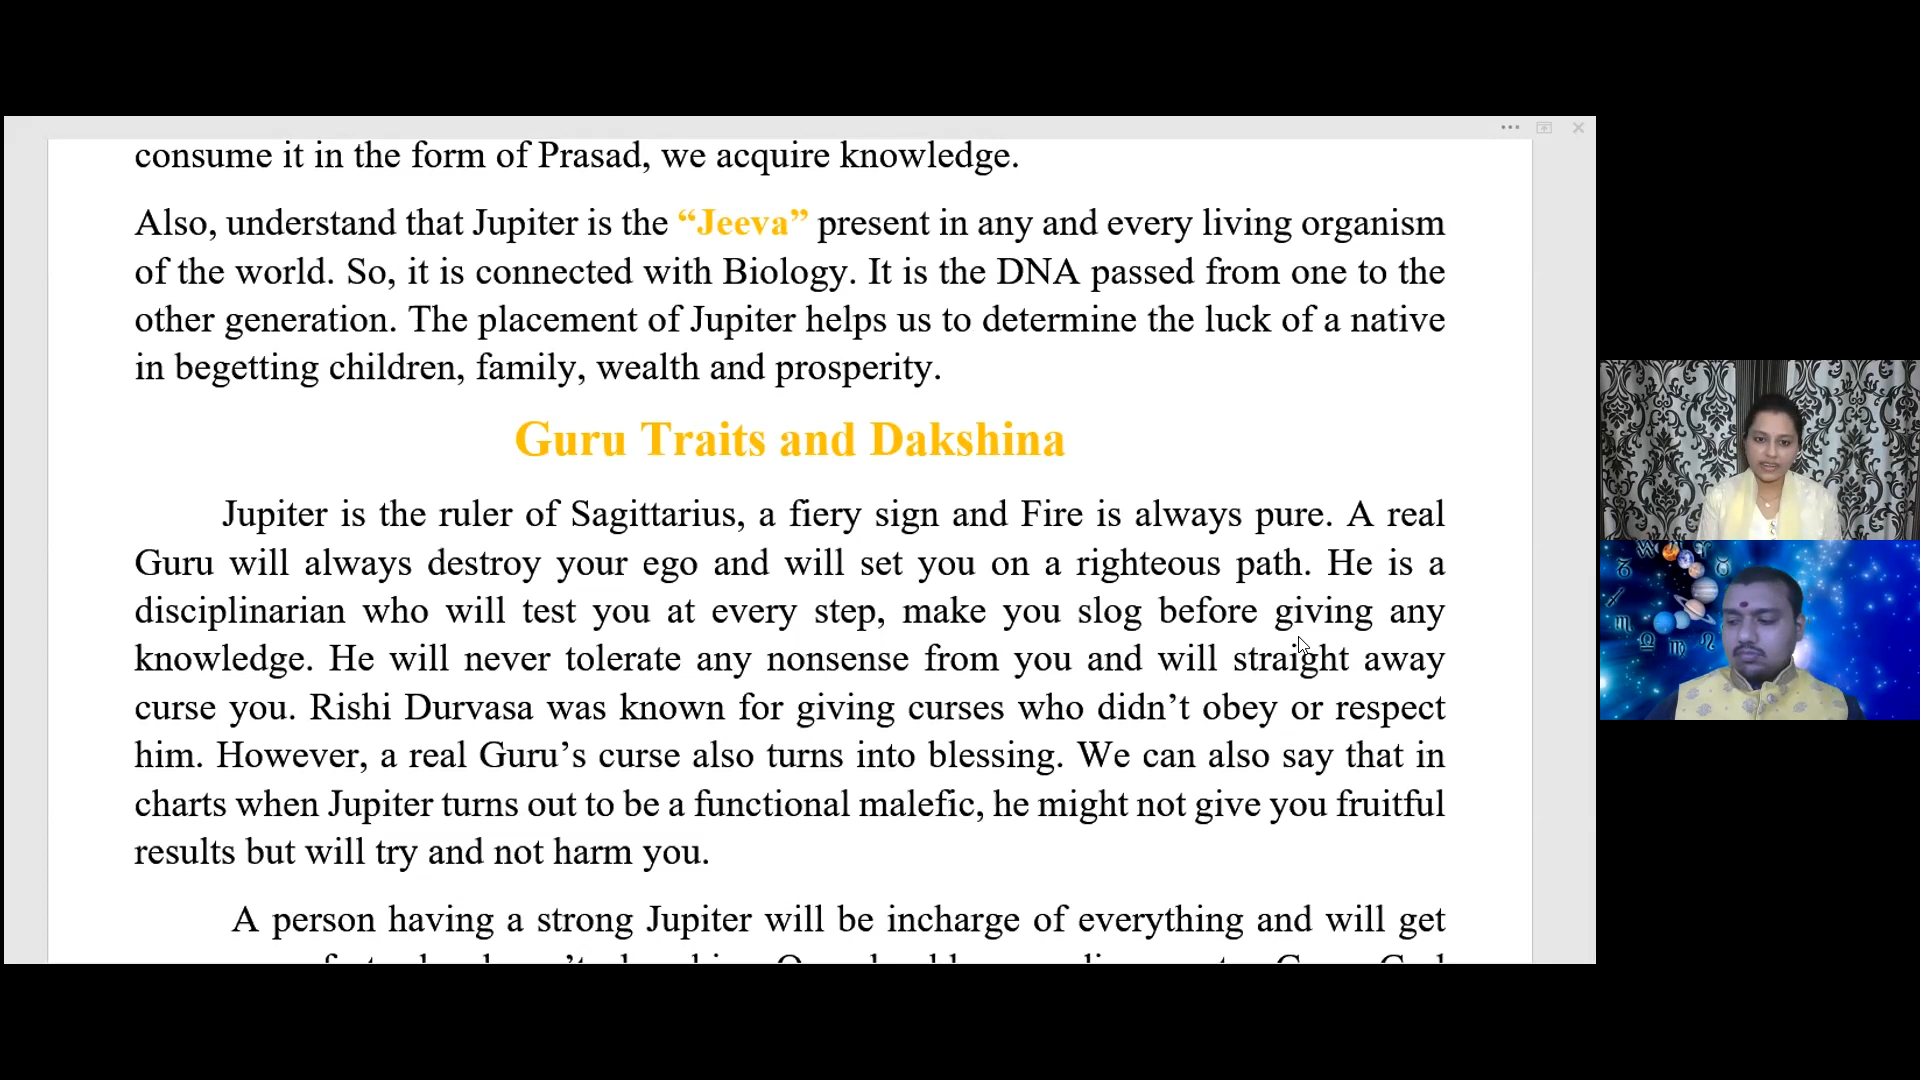 consume it in the form of Prasad, we acquire knowledge.
Also, understand that Jupiter is the “Jeeva” present in any and every living organism
of the world. So, it is connected with Biology. It is the DNA passed from one to the
other generation. The placement of Jupiter helps us to determine the luck of a native
in begetting children, family, wealth and prosperity.
Guru Traits and Dakshina
Jupiter is the ruler of Sagittarius, a fiery sign and Fire is always pure. A real
Guru will always destroy your ego and will set you on a righteous path. He is a
disciplinarian who will test you at every step, make you slog before giving any
knowledge. He will never tolerate any nonsense from you and will straight away
curse you. Rishi Durvasa was known for giving curses who didn’t obey or respect
him. However, a real Guru’s curse also turns into blessing. We can also say that in
charts when Jupiter turns out to be a functional malefic, he might not give you fruitful
results but will try and not harm you.
A person having a strong Jupiter will be incharge of everything and will get